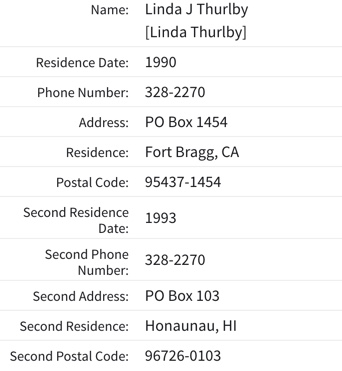 Name: Linda J Thurlby
[Linda Thurlby]
Residence Date: 1990
Phone Number: 328-2270
Address: PO Box 1454
Residence: Fort Bragg, CA
Postal Code: 95437-1454
Second Residence Date: 1993
Second Phone Number: 328-2270
Second Address: PO Box 103
Second Residence: Honaunau, HI
Second Postal Code: 96726-0103